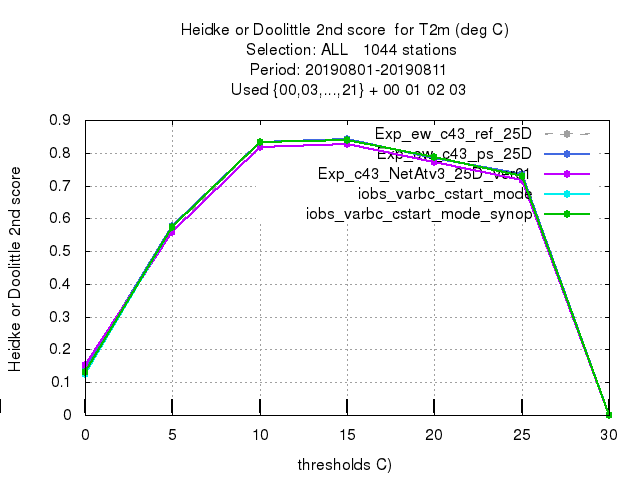 Heidke or Doolittle 2nd score for T2m (deg C)
Selection: ALL 1044 stations
Period: 20190801-20190811
Used {00,03,...,21} + 00 01 02 03
Heidke or Doolittle 2nd score
0.9
0.8
0.7
0.6
0.5
0.4
0.3
0.2
0.1
0
Exp_ew_c43_ref_25D
Exp_ew_c43_ps_25D
Exp_c43_NetAtv3_25D_Ver01
iobs_varbc_cstart_mode
iobs_varbc_cstart_mode_synop
0 5 10 15 20 25 30
thresholds C)